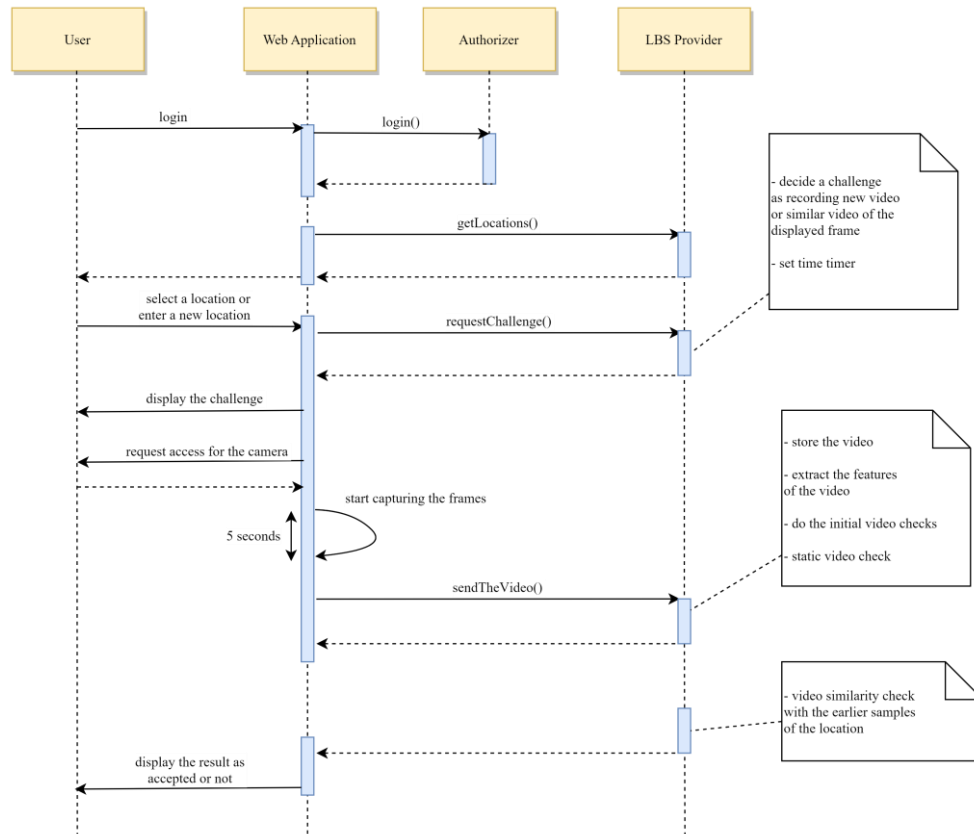 User
Web Application
Authorizer
LBS Provider
login
login()
- decide a challenge
as recording new video
or similar video of the
displayed frame
- set time timer
getLocations()
select a location or
enter a new location
requestChallenge()
display the challenge
request access for the camera
- store the video
- extract the features
of the video
- do the initial video checks
- static video check
start capturing the frames
5 seconds
sendTheVideo()
- video similarity check
with the earlier samples
of the location
display the result as
accepted or not